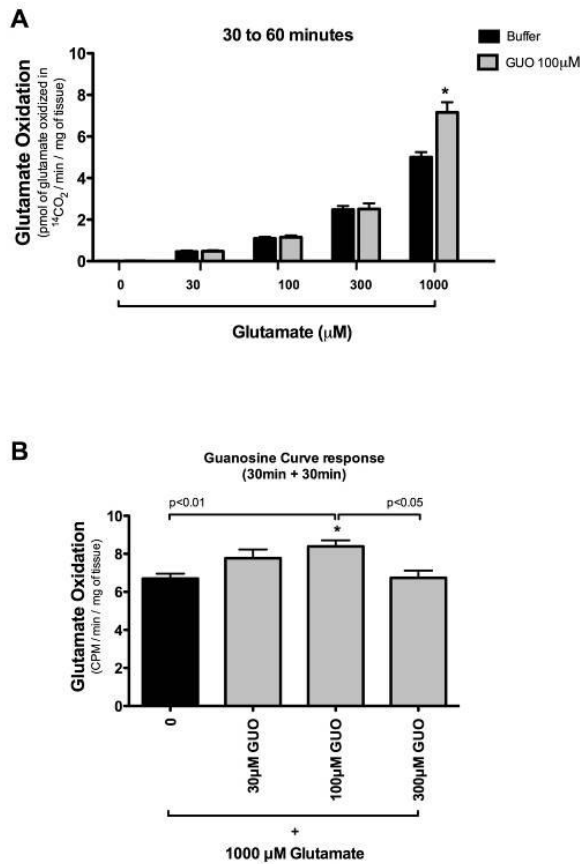 A
30 to 60 minutes
Buffer
GUO 100µM
Glutamate Oxidation
(pmol of glutamate oxidized in
¹⁴CO₂ / min / mg of tissue)
10
8
6
4
2
0
*
0 30 100 300 1000
Glutamate (µM)
B
Guanosine Curve response
(30min + 30min)
p<0.01 p<0.05
Glutamate Oxidation
(CPM / min / mg of tissue)
10
8
6
4
2
0
*
0
30µM GUO
100µM GUO
300µM GUO
+
1000 µM Glutamate